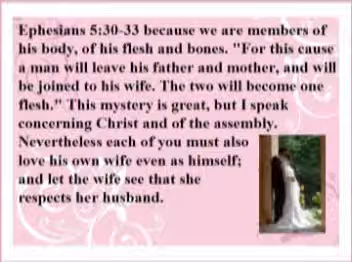 Ephesians 5:30-33 because we are members of
his body, of his flesh and bones. "For this cause
a man will leave his father and mother, and will
be joined to his wife. The two will become one
flesh." This mystery is great, but I speak
concerning Christ and of the assembly.
Nevertheless each of you must also
love his own wife even as himself;
and let the wife see that she
respects her husband.